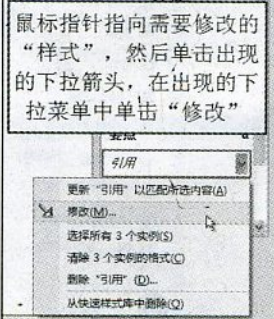 鼠标指针指向需要修改的
“样式”，然后单击出现
的下拉箭头，在出现的下
拉菜单中单击“修改”
要点
引用
更新“引用”以匹配所选内容(A)
修改(M)...
选择所有 3 个实例(S)
清除 3 个实例的格式(C)
删除“引用”(D)...
从快速样式库中删除(Q)